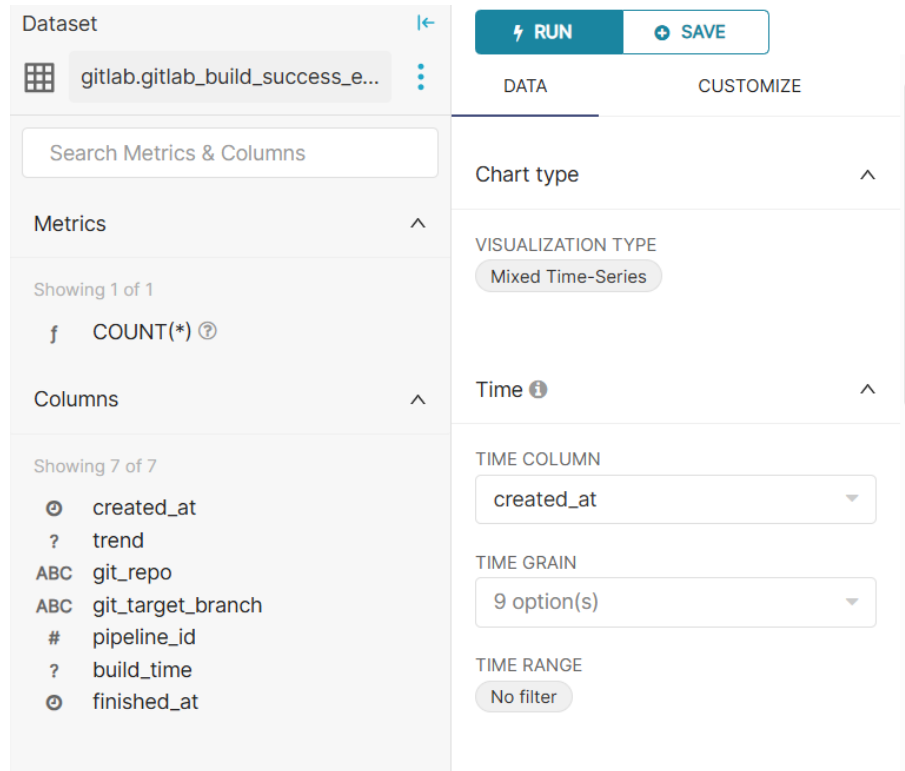 Dataset
gitlab.gitlab_build_success_e...
Search Metrics & Columns
Metrics
Showing 1 of 1
f COUNT(*) ?
Columns
Showing 7 of 7
created_at
? trend
ABC git_repo
ABC git_target_branch
# pipeline_id
? build_time
finished_at
RUN
SAVE
DATA
CUSTOMIZE
Chart type
VISUALIZATION TYPE
Mixed Time-Series
Time i
TIME COLUMN
created_at
TIME GRAIN
9 option(s)
TIME RANGE
No filter